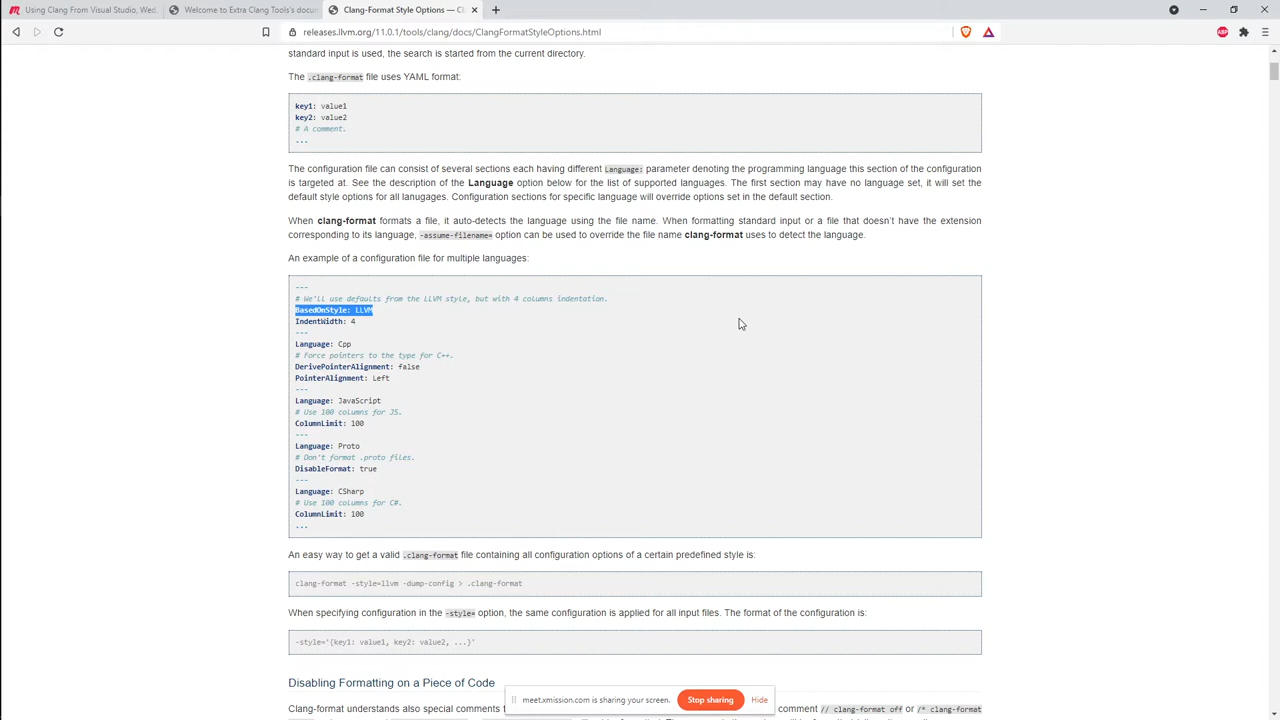 Using Clang From Visual Studio, Wed.
Welcome to Extra Clang Tools's docum
Clang-Format Style Options — Cl
releases.llvm.org/11.0.1/tools/clang/docs/ClangFormatStyleOptions.html
ABP
standard input is used, the search is started from the current directory.
The .clang-format file uses YAML format:
key1: value1
key2: value2
# A comment.
...
The configuration file can consist of several sections each having different Language: parameter denoting the programming language this section of the configuration
is targeted at. See the description of the Language option below for the list of supported languages. The first section may have no language set, it will set the
default style options for all lanugages. Configuration sections for specific language will override options set in the default section.
When clang-format formats a file, it auto-detects the language using the file name. When formatting standard input or a file that doesn't have the extension
corresponding to its language, -assume-filename= option can be used to override the file name clang-format uses to detect the language.
An example of a configuration file for multiple languages:
---
# We'll use defaults from the LLVM style, but with 4 columns indentation.
BasedOnStyle: LLVM
IndentWidth: 4
---
Language: Cpp
# Force pointers to the type for C++.
DerivePointerAlignment: false
PointerAlignment: Left
---
Language: JavaScript
# Use 100 columns for JS.
ColumnLimit: 100
---
Language: Proto
# Don't format .proto files.
DisableFormat: true
---
Language: CSharp
# Use 100 columns for C#.
ColumnLimit: 100
...
An easy way to get a valid .clang-format file containing all configuration options of a certain predefined style is:
clang-format -style=llvm -dump-config > .clang-format
When specifying configuration in the -style= option, the same configuration is applied for all input files. The format of the configuration is:
-style='{key1: value1, key2: value2, ...}'
Disabling Formatting on a Piece of Code
meet.xmission.com is sharing your screen. Stop sharing Hide
Clang-format understands also special comments comment // clang-format off or /* clang-format